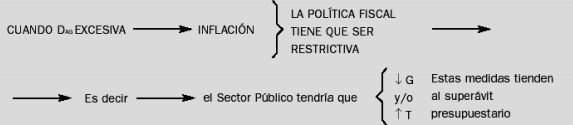 LA POLÍTICA FISCAL
CUANDO DAG EXCESIVA INFLACIÓN TIENE QUE SER
RESTRICTIVA
Es decir el Sector Público tendría que
↓ G Estas medidas tienden
y/o al superávit
↑ T presupuestario